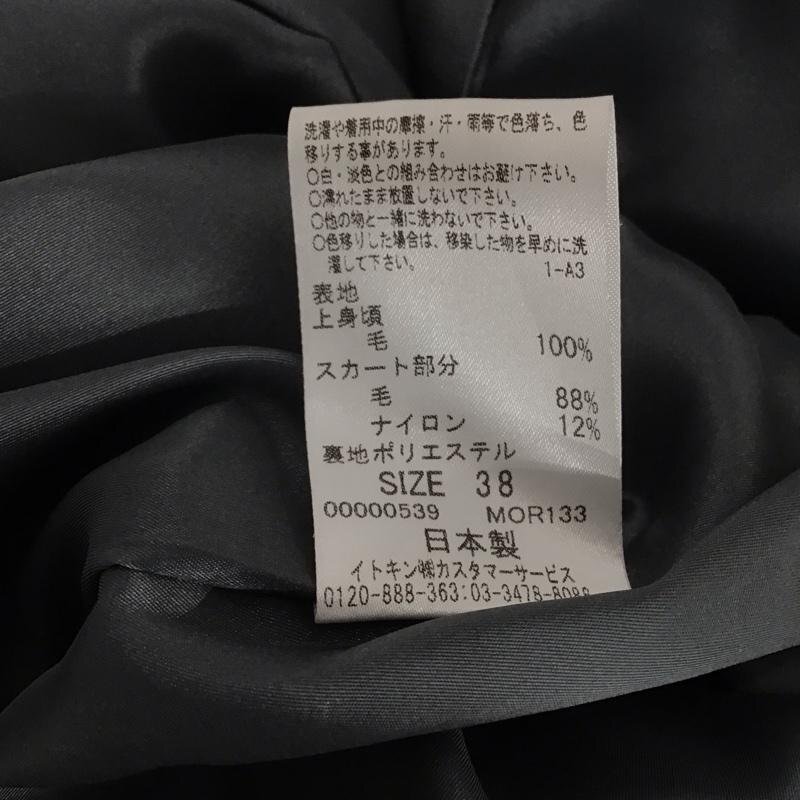 洗濯や着用中の摩擦・汗・雨等で色落ち、色
移りする事があります。
○白・淡色との組み合わせはお避け下さい。
○濡れたまま放置しないで下さい。
○他の物と一緒に洗わないで下さい。
○色移りした場合は、移染した物を早めに洗
濯して下さい。 1-A3
表地
上身頃
毛 100%
スカート部分
毛 88%
ナイロン 12%
裏地ポリエステル
SIZE 38
00000539 MOR133
日本製
イトキン㈱カスタマーサービス
0120-888-363:03-3478-8088